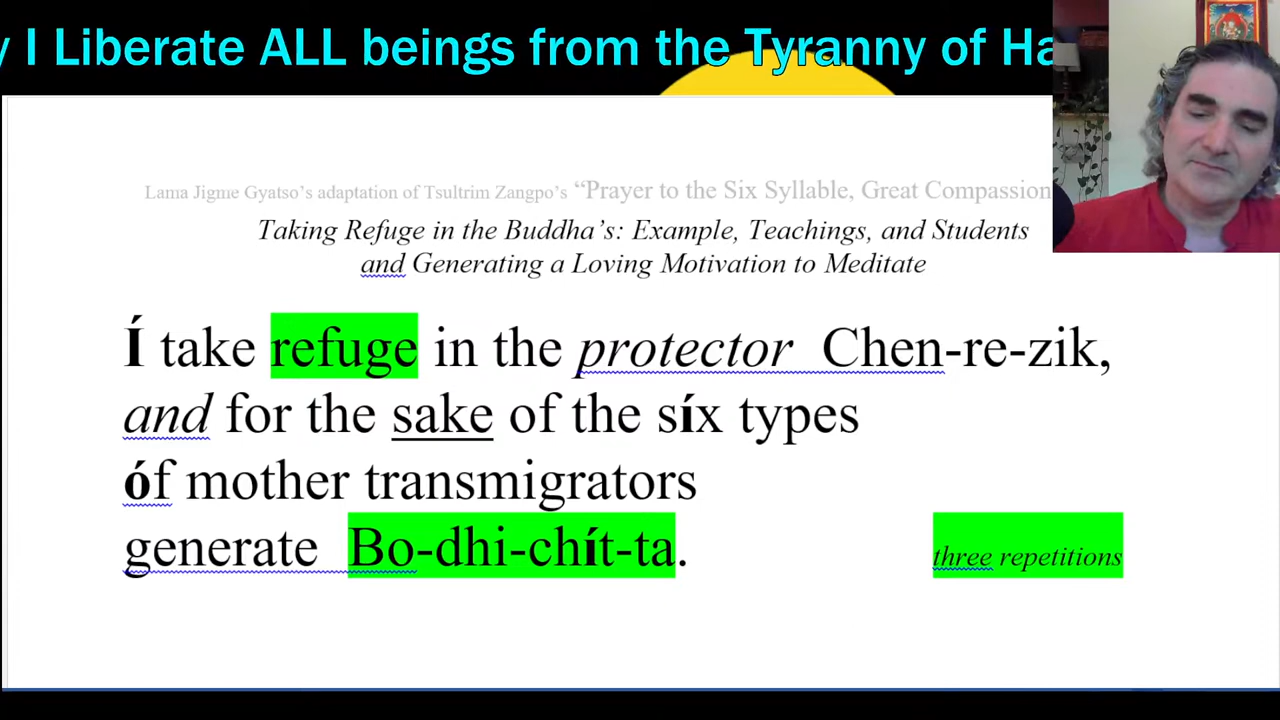 I Liberate ALL beings from the Tyranny of
Lama Jigme Gyatso’s adaptation of Tsultrim Zangpo’s “Prayer to the Six Syllable, Great Compassion
Taking Refuge in the Buddha’s: Example, Teachings, and Students
and Generating a Loving Motivation to Meditate
Í take refuge in the protector Chen-re-zik,
and for the sake of the síx types
óf mother transmigrators
generate Bo-dhi-chít-ta.
three repetitions